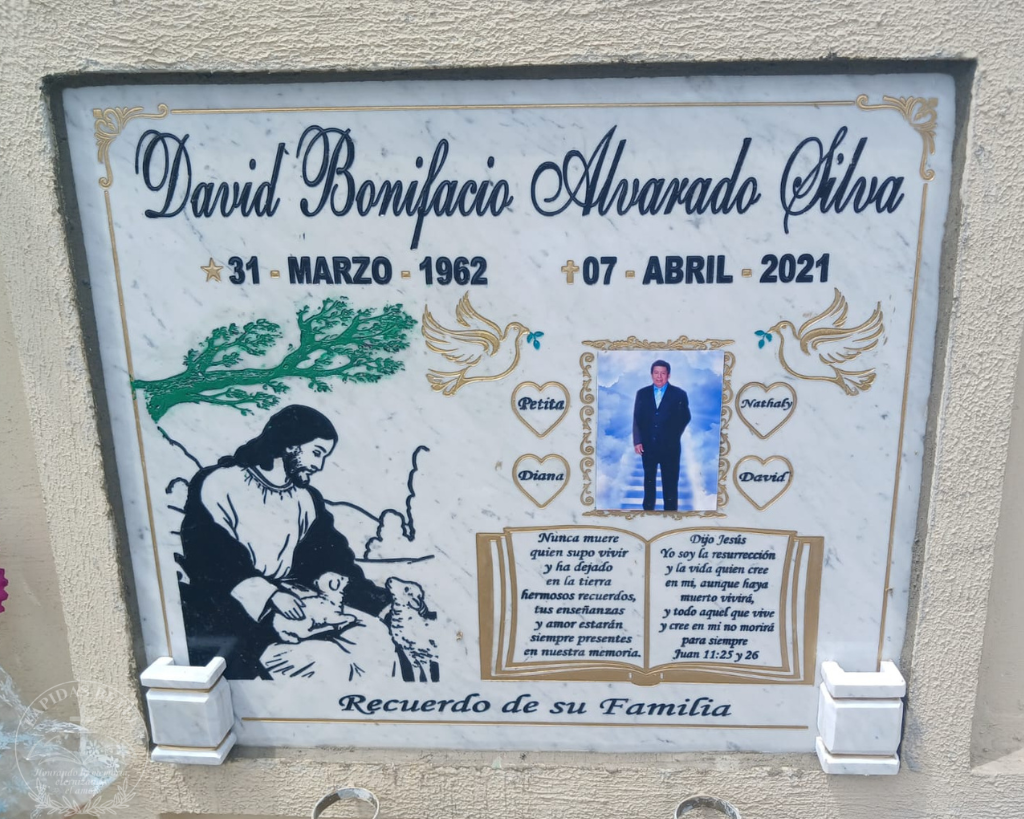 David Bonifacio Alvarado Silva
31 - MARZO - 1962
07 - ABRIL - 2021
Petita
Nathaly
Diana
David
Nunca muere
quien supo vivir
y ha dejado
en la tierra
hermosos recuerdos,
tus enseñanzas
y amor estarán
siempre presentes
en nuestra memoria.
Dijo Jesús
Yo soy la resurrección
y la vida quien cree
en mi, aunque haya
muerto vivirá,
y todo aquel que vive
y cree en mi no morirá
para siempre
Juan 11:25 y 26
Recuerdo de su Familia